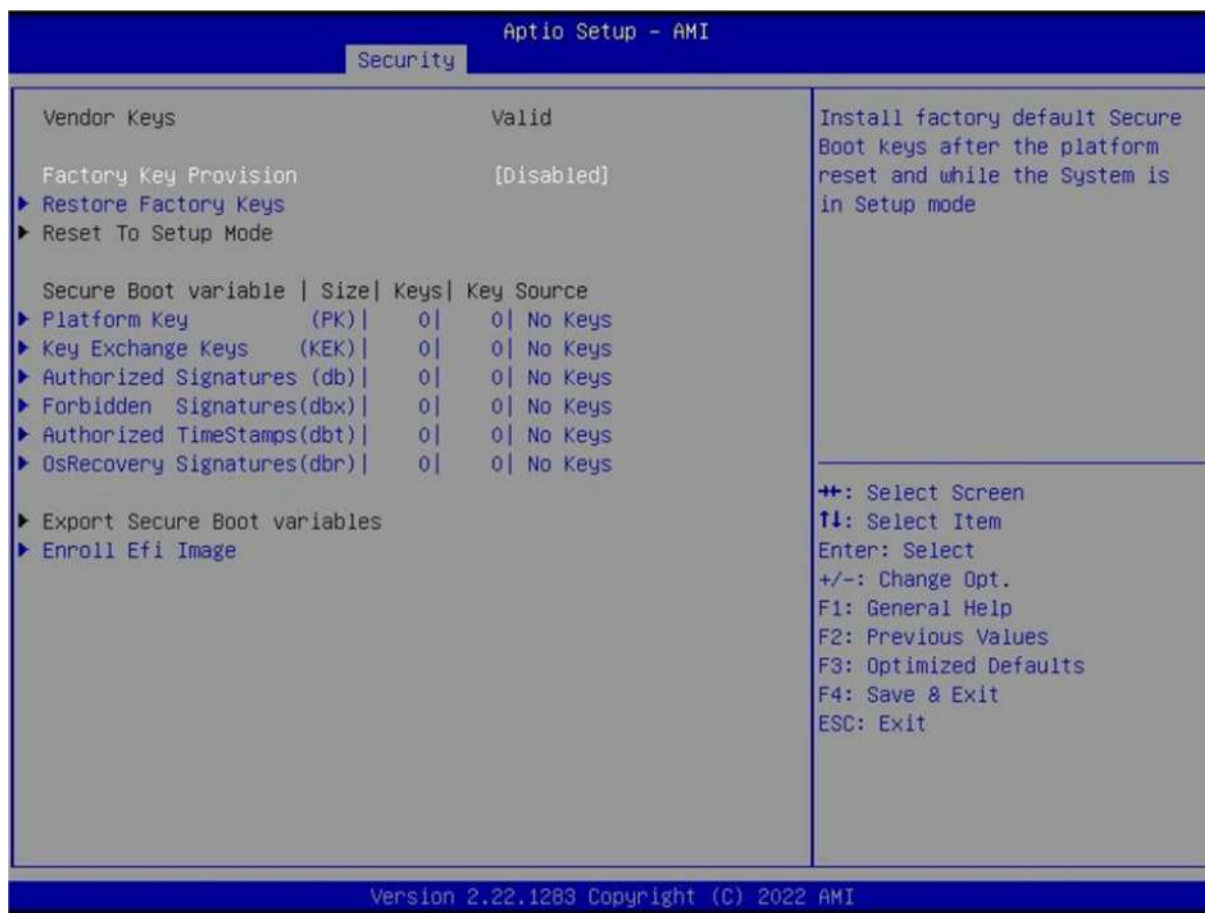 Aptio Setup – AMI
Security
Vendor Keys Valid
Factory Key Provision [Disabled]
Restore Factory Keys
Reset To Setup Mode
Secure Boot variable | Size| Keys| Key Source
Platform Key (PK)| 0| 0| No Keys
Key Exchange Keys (KEK)| 0| 0| No Keys
Authorized Signatures (db)| 0| 0| No Keys
Forbidden Signatures(dbx)| 0| 0| No Keys
Authorized TimeStamps(dbt)| 0| 0| No Keys
OsRecovery Signatures(dbr)| 0| 0| No Keys
Export Secure Boot variables
Enroll Efi Image
Install factory default Secure
Boot keys after the platform
reset and while the System is
in Setup mode
→←: Select Screen
↑↓: Select Item
Enter: Select
+/-: Change Opt.
F1: General Help
F2: Previous Values
F3: Optimized Defaults
F4: Save & Exit
ESC: Exit
Version 2.22.1283 Copyright (C) 2022 AMI